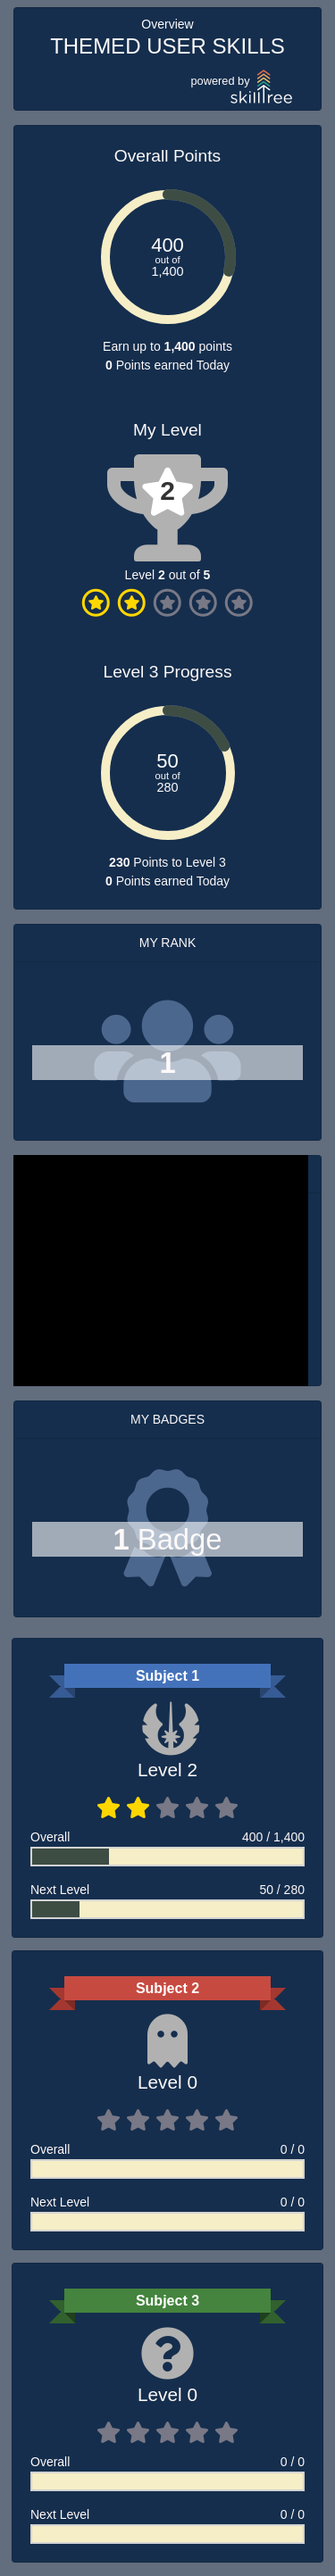 Overview
THEMED USER SKILLS
powered by
skilltree
Overall Points
400
out of
1,400
Earn up to 1,400 points
0 Points earned Today
My Level
2
Level 2 out of 5
Level 3 Progress
50
out of
280
230 Points to Level 3
0 Points earned Today
MY RANK
1
MY BADGES
1 Badge
Subject 1
Level 2
Overall 400 / 1,400
Next Level 50 / 280
Subject 2
Level 0
Overall 0 / 0
Next Level 0 / 0
Subject 3
Level 0
Overall 0 / 0
Next Level 0 / 0